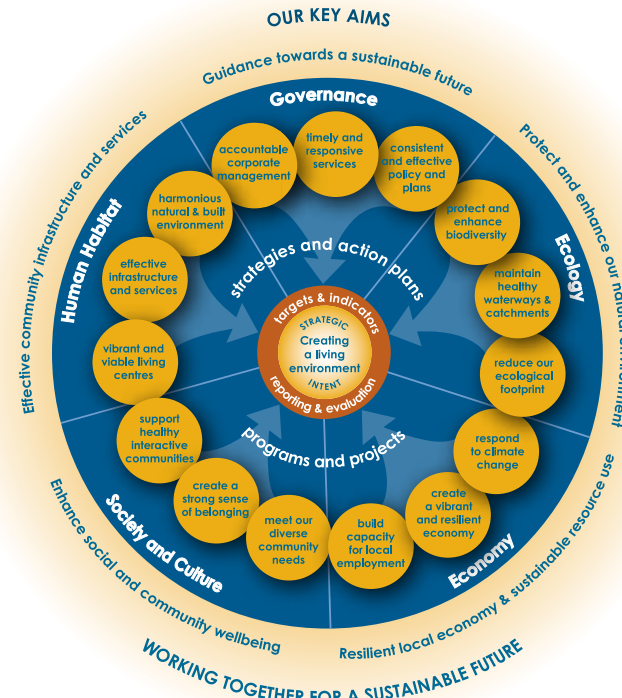 OUR KEY AIMS
Guidance towards a sustainable future
Governance
accountable
corporate
management
timely and
responsive
services
consistent
and effective
policy and
plans
Protect and enhance our natural environment
Ecology
protect and
enhance
biodiversity
maintain
healthy
waterways &
catchments
reduce our
ecological
footprint
Resilient local economy & sustainable resource use
Economy
respond
to climate
change
create
a vibrant
and resilient
economy
build
capacity
for local
employment
Enhance social and community wellbeing
Society and Culture
meet our
diverse
community
needs
create a
strong sense
of belonging
support
healthy
interactive
communities
Effective community infrastructure and services
Human Habitat
vibrant and
viable living
centres
effective
infrastructure
and services
harmonious
natural & built
environment
strategies and action plans
targets & indicators
STRATEGIC
Creating
a living
environment
INTENT
reporting & evaluation
programs and projects
WORKING TOGETHER FOR A SUSTAINABLE FUTURE